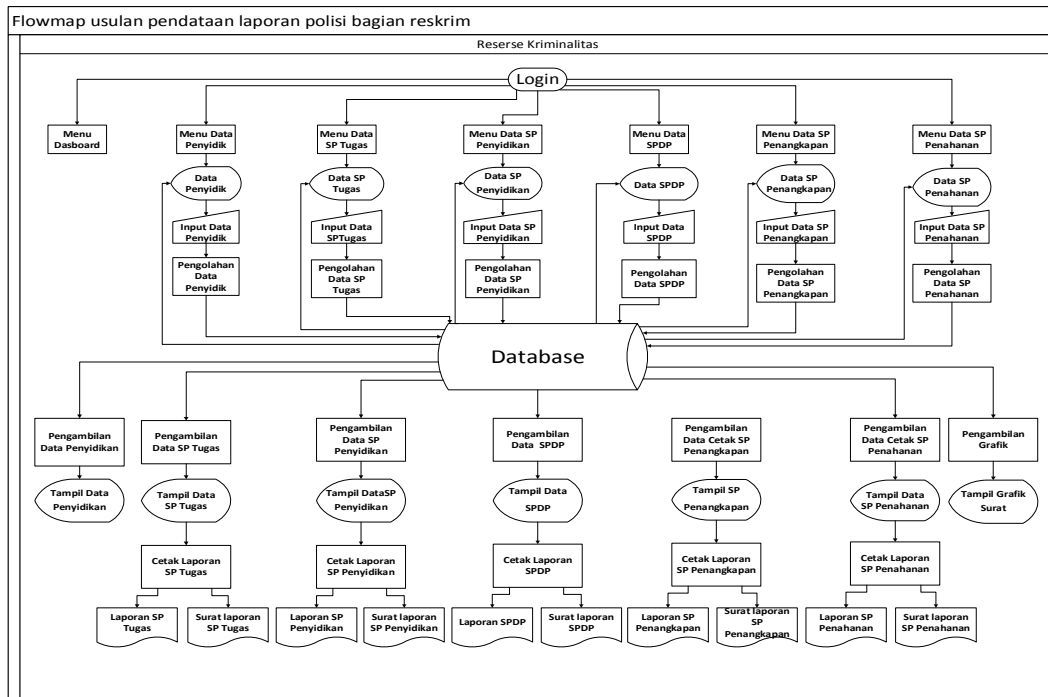 Flowmap usulan pendataan laporan polisi bagian reskrim
Reserse Kriminalitas
Login
Menu
Dasboard
Menu Data
Penyidik
Menu Data
SP Tugas
Menu Data SP
Penyidikan
Menu Data
SPDP
Menu Data SP
Penangkapan
Menu Data SP
Penahanan
Data
Penyidik
Data SP
Tugas
Data SP
Penyidikan
Data SPDP
Data SP
Penangkapan
Data SP
Penahanan
Input Data
Penyidik
Input Data
SPTugas
Input Data SP
Penyidikan
Input Data
SPDP
Input Data SP
Penangkapan
Input Data SP
Penahanan
Pengolahan
Data
Penyidik
Pengolahan
Data SP
Tugas
Pengolahan
Data SP
Penyidikan
Pengolahan
Data SPDP
Pengolahan
Data SP
Penangkapan
Pengolahan
Data SP
Penahanan
Database
Pengambilan
Data Penyidikan
Pengambilan
Data SP Tugas
Pengambilan
Data SP
Penyidikan
Pengambilan
Data SPDP
Pengambilan
Data Cetak SP
Penangkapan
Pengambilan
Data Cetak SP
Penahanan
Pengambilan
Grafik
Tampil Data
Penyidikan
Tampil Data
SP Tugas
Tampil DataSP
Penyidikan
Tampil Data
SPDP
Tampil SP
Penangkapan
Tampil Data
SP Penahanan
Tampil Grafik
Surat
Cetak Laporan
SP Tugas
Cetak Laporan
SP Penyidikan
Cetak Laporan
SPDP
Cetak Laporan
SP Penangkapan
Cetak Laporan
SP Penahanan
Laporan SP
Tugas
Surat laporan
SP Tugas
Laporan SP
Penyidikan
Surat laporan
SP Penyidikan
Laporan SPDP
Surat laporan
SPDP
Laporan SP
Penangkapan
Surat laporan
SP
Penangkapan
Laporan SP
Penahanan
Surat laporan
SP Penahanan